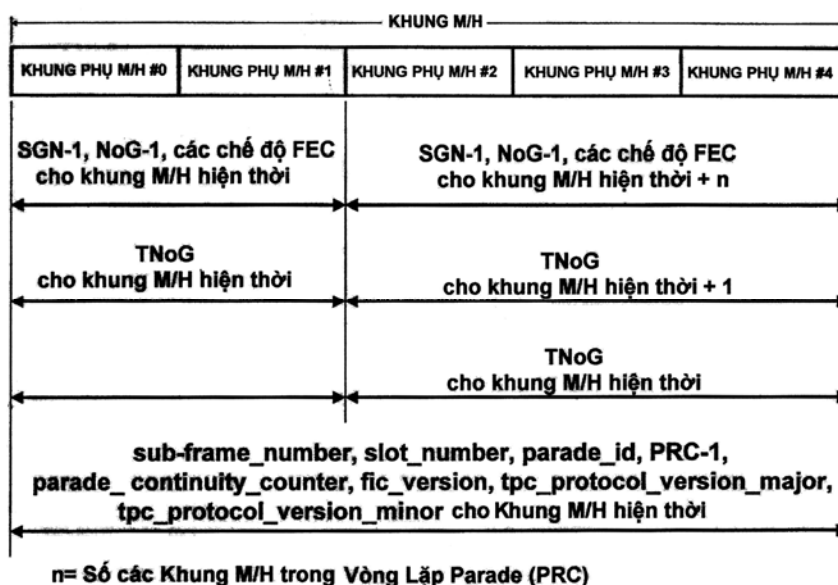 KHUNG M/H
KHUNG PHỤ M/H #0 KHUNG PHỤ M/H #1 KHUNG PHỤ M/H #2 KHUNG PHỤ M/H #3 KHUNG PHỤ M/H #4
SGN-1, NoG-1, các chế độ FEC
cho khung M/H hiện thời
SGN-1, NoG-1, các chế độ FEC
cho khung M/H hiện thời + n
TNoG
cho khung M/H hiện thời
TNoG
cho khung M/H hiện thời + 1
TNoG
cho khung M/H hiện thời
sub-frame_number, slot_number, parade_id, PRC-1,
parade_ continuity_counter, fic_version, tpc_protocol_version_major,
tpc_protocol_version_minor cho Khung M/H hiện thời
n= Số các Khung M/H trong Vòng Lặp Parade (PRC)